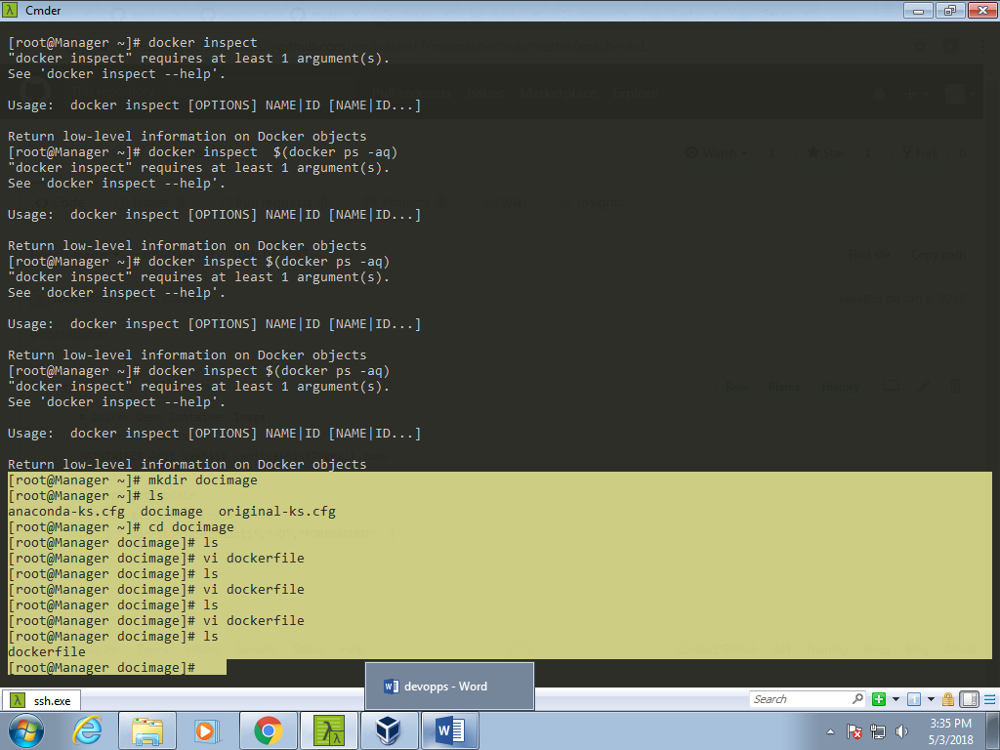 Cmder
[root@Manager ~]# docker inspect
"docker inspect" requires at least 1 argument(s).
See 'docker inspect --help'.
Usage:  docker inspect [OPTIONS] NAME|ID [NAME|ID...]
Return low-level information on Docker objects
[root@Manager ~]# docker inspect  $(docker ps -aq)
"docker inspect" requires at least 1 argument(s).
See 'docker inspect --help'.
Usage:  docker inspect [OPTIONS] NAME|ID [NAME|ID...]
Return low-level information on Docker objects
[root@Manager ~]# docker inspect $(docker ps -aq)
"docker inspect" requires at least 1 argument(s).
See 'docker inspect --help'.
Usage:  docker inspect [OPTIONS] NAME|ID [NAME|ID...]
Return low-level information on Docker objects
[root@Manager ~]# docker inspect $(docker ps -aq)
"docker inspect" requires at least 1 argument(s).
See 'docker inspect --help'.
Usage:  docker inspect [OPTIONS] NAME|ID [NAME|ID...]
Return low-level information on Docker objects
[root@Manager ~]# mkdir docimage
[root@Manager ~]# ls
anaconda-ks.cfg  docimage  original-ks.cfg
[root@Manager ~]# cd docimage
[root@Manager docimage]# ls
[root@Manager docimage]# vi dockerfile
[root@Manager docimage]# ls
[root@Manager docimage]# vi dockerfile
[root@Manager docimage]# ls
[root@Manager docimage]# vi dockerfile
[root@Manager docimage]# ls
dockerfile
[root@Manager docimage]#
devopps - Word
ssh.exe
Search
3:35 PM
5/3/2018